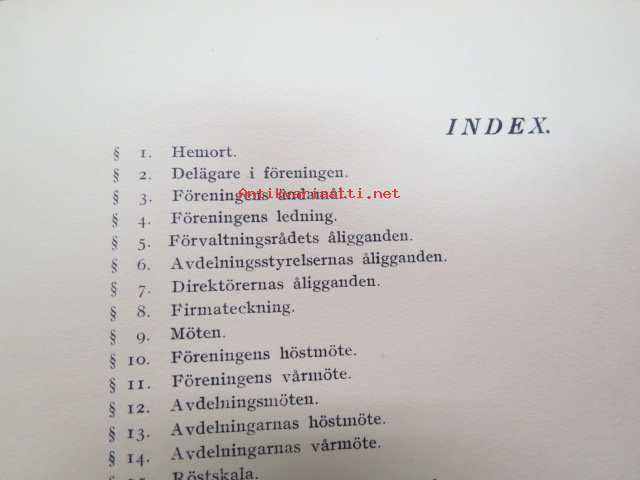 INDEX.
§ 1. Hemort.
§ 2. Delägare i föreningen.
§ 3. Föreningens ändamål.
Antikvarinatti.net
§ 4. Föreningens ledning.
§ 5. Förvaltningsrådets åligganden.
§ 6. Avdelningsstyrelsernas åligganden.
§ 7. Direktörernas åligganden.
§ 8. Firmateckning.
§ 9. Möten.
§ 10. Föreningens höstmöte.
§ 11. Föreningens vårmöte.
§ 12. Avdelningsmöten.
§ 13. Avdelningarnas höstmöte.
§ 14. Avdelningarnas vårmöte.
Röstskala.